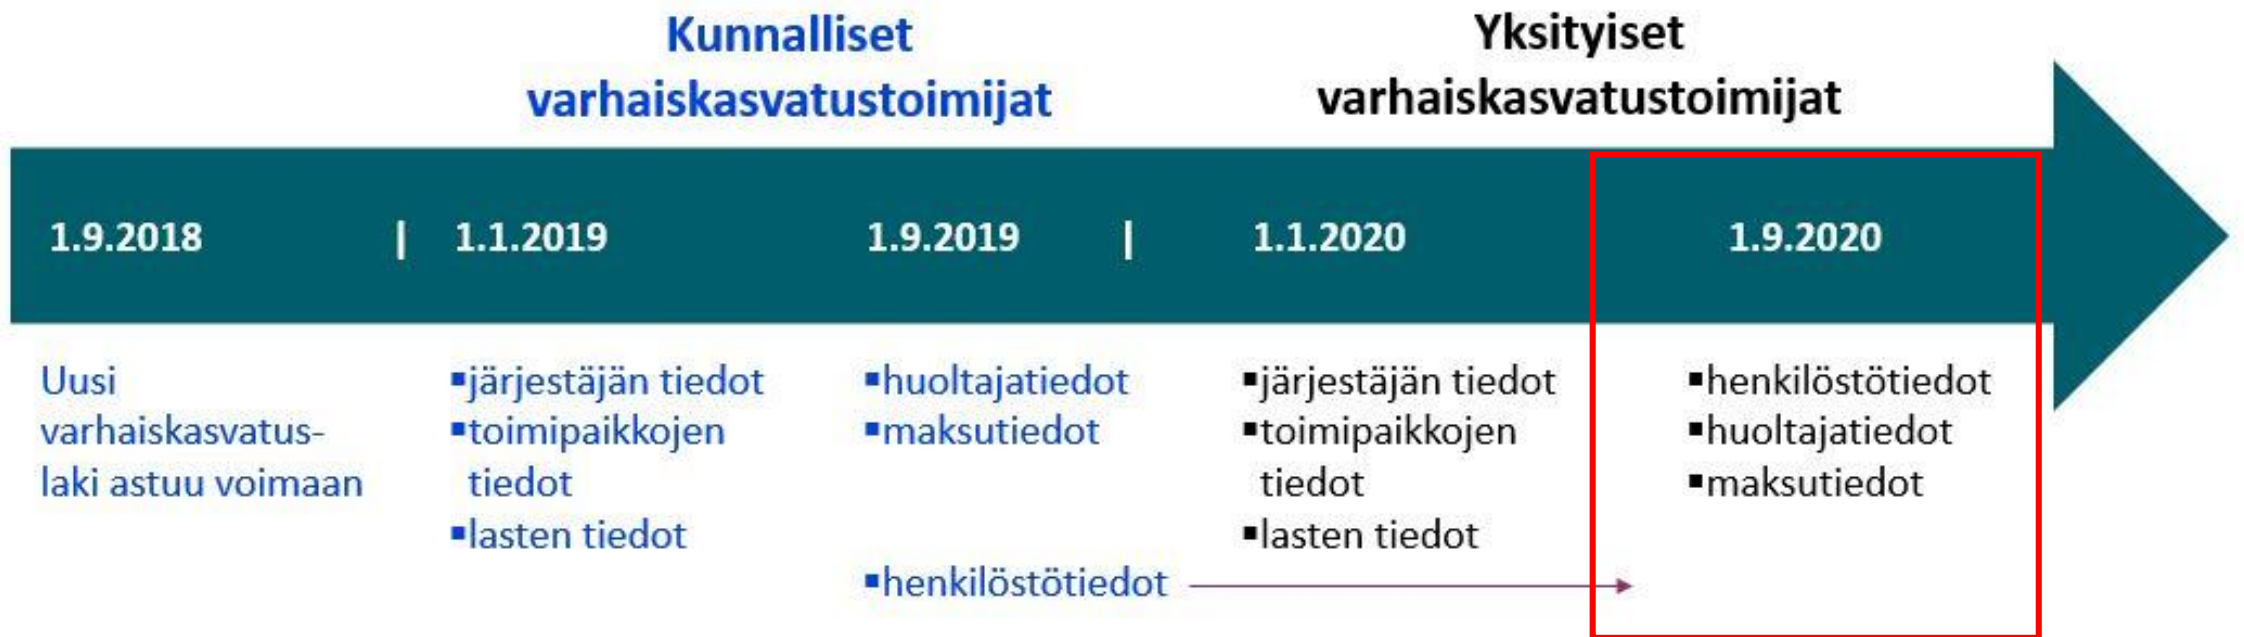 Kunnalliset
varhaiskasvatustoimijat
Yksityiset
varhaiskasvatustoimijat
1.9.2018 | 1.1.2019 1.9.2019 | 1.1.2020 1.9.2020
Uusi
varhaiskasvatus-
laki astuu voimaan
▪järjestäjän tiedot
▪toimipaikkojen
tiedot
▪lasten tiedot
▪huoltajatiedot
▪maksutiedot
▪henkilöstötiedot
▪järjestäjän tiedot
▪toimipaikkojen
tiedot
▪lasten tiedot
▪henkilöstötiedot
▪huoltajatiedot
▪maksutiedot